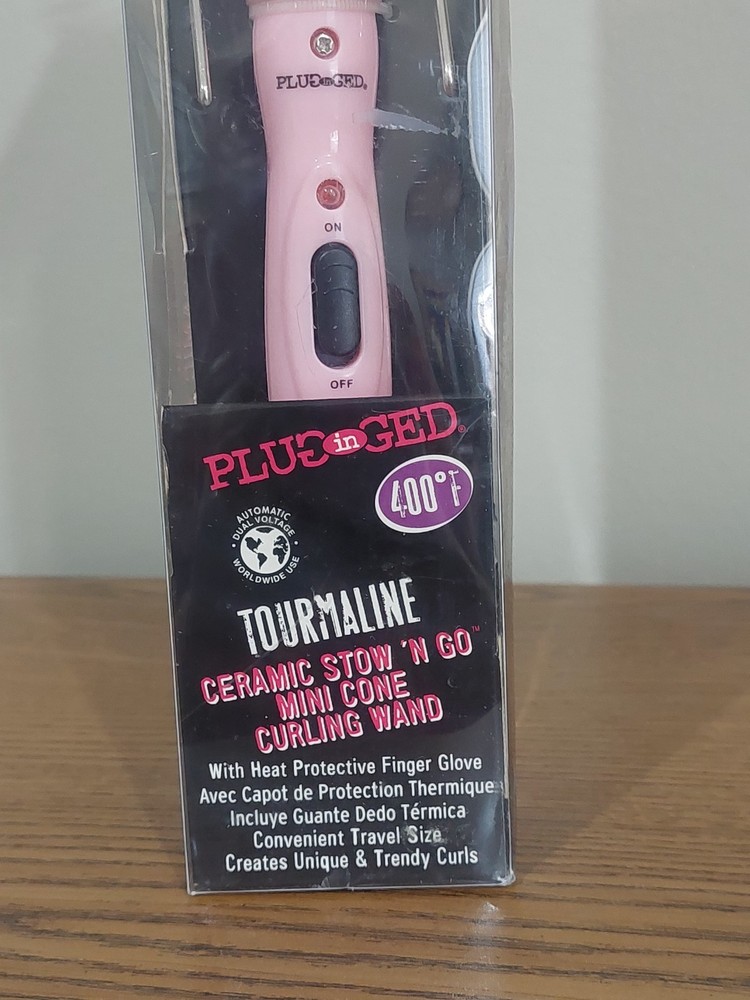 PLUGinGED®
ON
OFF
PLUGinGED®
400°F
AUTOMATIC
DUAL VOLTAGE
WORLDWIDE USE
TOURMALINE
CERAMIC STOW 'N GO™
MINI CONE
CURLING WAND
With Heat Protective Finger Glove
Avec Capot de Protection Thermique
Incluye Guante Dedo Térmica
Convenient Travel Size
Creates Unique & Trendy Curls